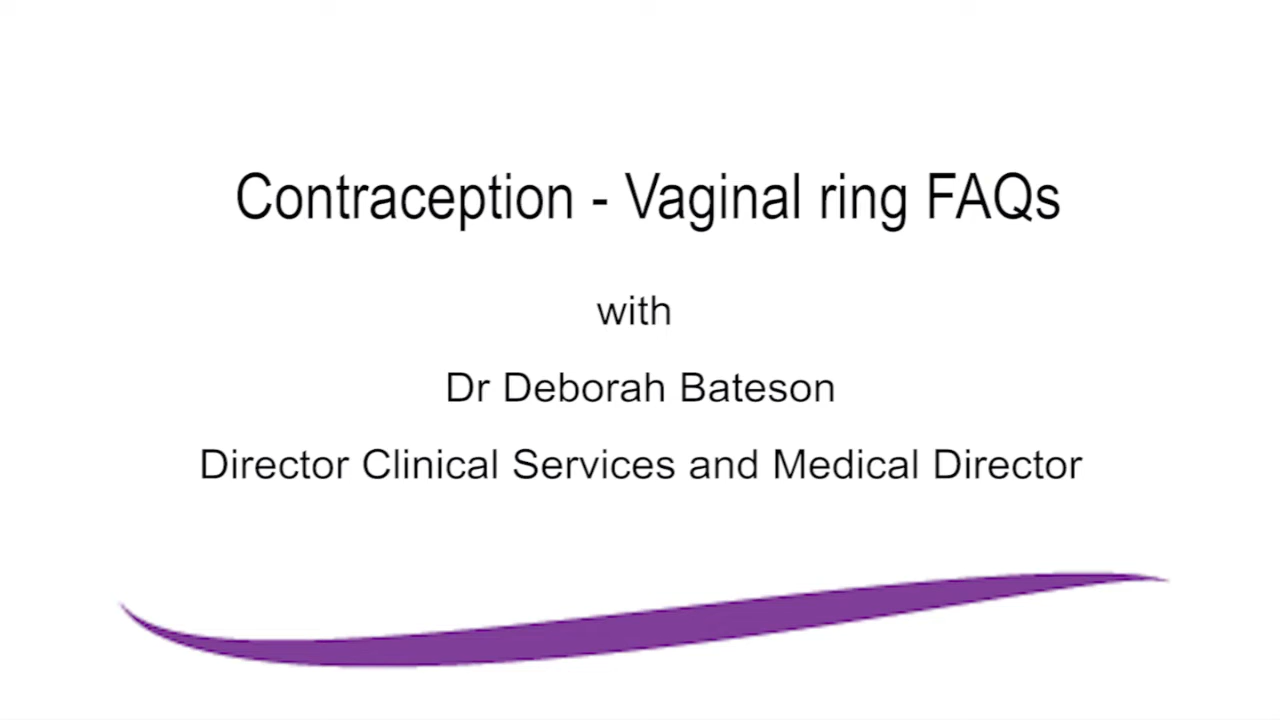 Contraception - Vaginal ring FAQs
with
Dr Deborah Bateson
Director Clinical Services and Medical Director